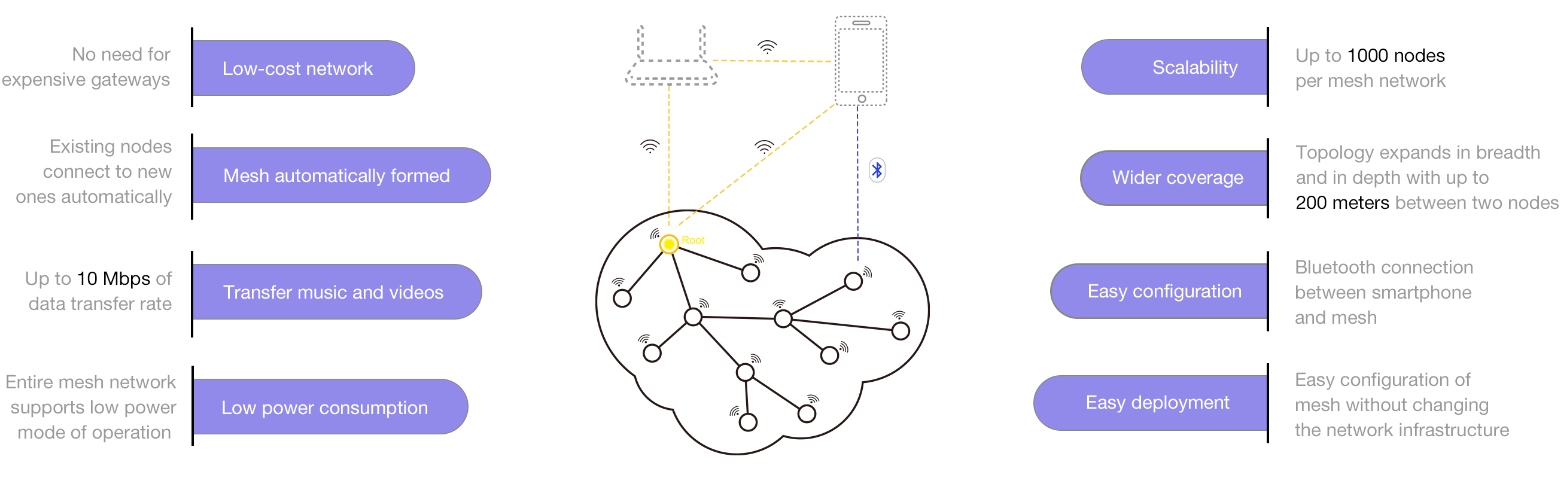 No need for
expensive gateways
Low-cost network
Existing nodes
connect to new
ones automatically
Mesh automatically formed
Up to 10 Mbps of
data transfer rate
Transfer music and videos
Entire mesh network
supports low power
mode of operation
Low power consumption
Root
Scalability
Up to 1000 nodes
per mesh network
Wider coverage
Topology expands in breadth
and in depth with up to
200 meters between two nodes
Easy configuration
Bluetooth connection
between smartphone
and mesh
Easy deployment
Easy configuration of
mesh without changing
the network infrastructure